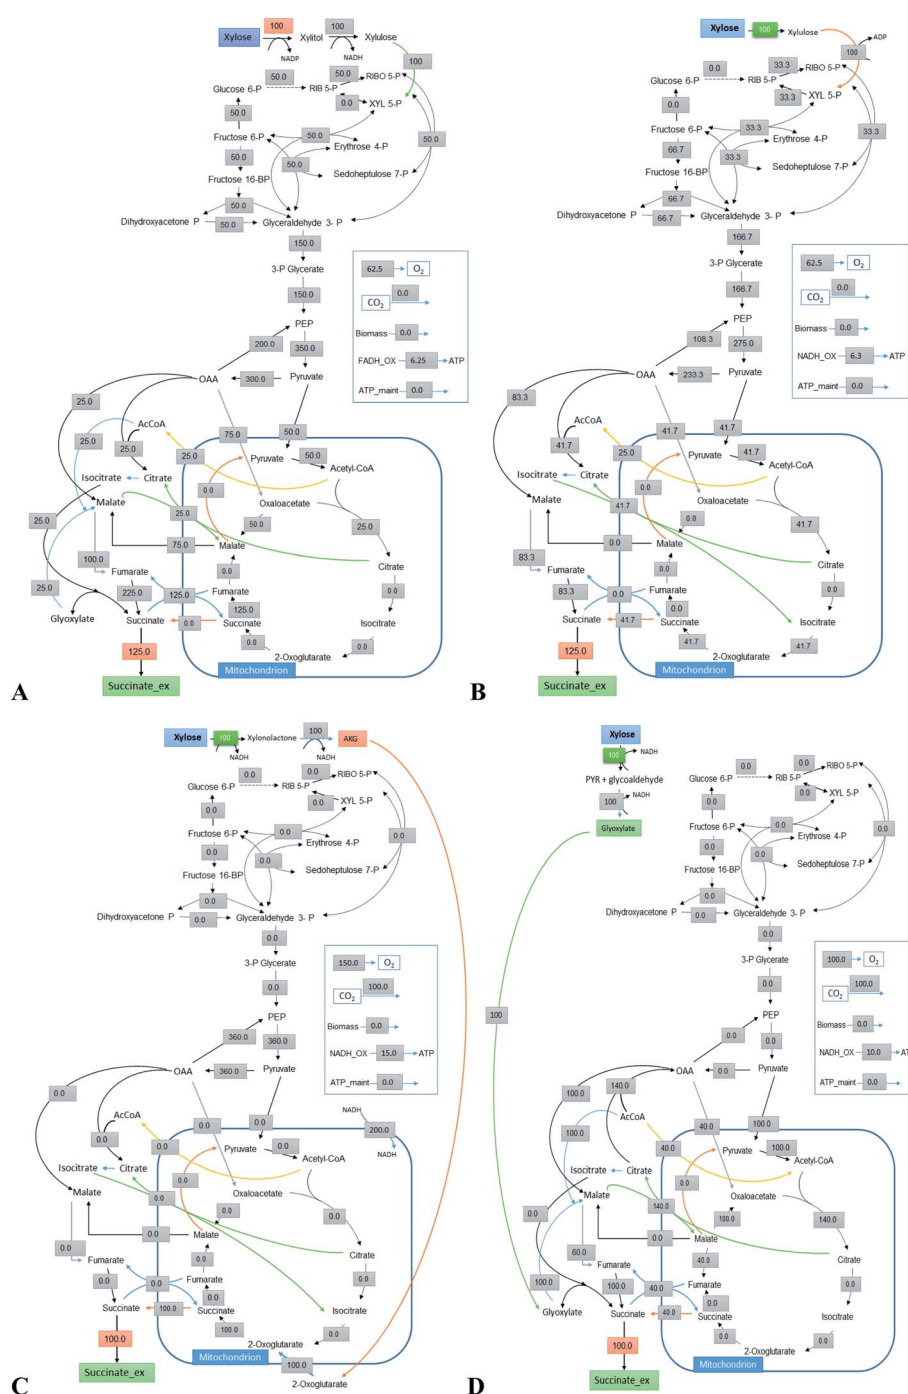 100
100
Xylose
Xylitol
Xylulose
NADP
NADH
100
50.0
50.0
RIBO 5-P
Glucose 6-P
RIB 5-P
0.0
XYL 5-P
50.0
50.0
50.0
Fructose 6-P
Erythrose 4-P
50.0
50.0
Sedoheptulose 7-P
Fructose 16-BP
50.0
Dihydroxyacetone P
50.0
Glyceraldehyde 3- P
150.0
3-P Glycerate
150.0
PEP
200.0
350.0
OAA
300.0
Pyruvate
62.5
O2
CO2
0.0
Biomass
0.0
FADH_OX
6.25
ATP
ATP_maint
0.0
25.0
AcCoA
75.0
50.0
25.0
25.0
25.0
Pyruvate
50.0
Acetyl-CoA
Isocitrate
Citrate
0.0
Malate
Oxaloacetate
25.0
25.0
50.0
25.0
75.0
Malate
100.0
Citrate
Fumarate
0.0
25.0
225.0
125.0
Fumarate
0.0
125.0
Isocitrate
Glyoxylate
Succinate
0.0
Succinate
0.0
0.0
125.0
2-Oxoglutarate
Mitochondrion
Succinate_ex
A
Xylose
100
Xylulose
ADP
100
0.0
33.3
RIBO 5-P
Glucose 6-P
RIB 5-P
33.3
XYL 5-P
0.0
33.3
33.3
Fructose 6-P
Erythrose 4-P
66.7
33.3
Sedoheptulose 7-P
Fructose 16-BP
66.7
Dihydroxyacetone P
66.7
Glyceraldehyde 3- P
166.7
3-P Glycerate
166.7
PEP
108.3
275.0
OAA
233.3
Pyruvate
62.5
O2
CO2
0.0
Biomass
0.0
NADH_OX
6.3
ATP
ATP_maint
0.0
83.3
AcCoA
41.7
41.7
41.7
25.0
Pyruvate
41.7
Acetyl-CoA
Isocitrate
Citrate
0.0
Malate
Oxaloacetate
41.7
0.0
41.7
0.0
Malate
83.3
Citrate
Fumarate
0.0
83.3
0.0
Fumarate
0.0
0.0
Isocitrate
Succinate
41.7
Succinate
41.7
41.7
125.0
2-Oxoglutarate
Mitochondrion
Succinate_ex
B
100
Xylose
100
Xylonolactone
AKG
NADH
NADH
0.0
0.0
RIBO 5-P
Glucose 6-P
RIB 5-P
0.0
XYL 5-P
0.0
0.0
0.0
Fructose 6-P
Erythrose 4-P
0.0
0.0
Sedoheptulose 7-P
Fructose 16-BP
0.0
Dihydroxyacetone P
0.0
Glyceraldehyde 3- P
0.0
3-P Glycerate
0.0
PEP
360.0
360.0
OAA
360.0
Pyruvate
150.0
O2
CO2
100.0
Biomass
0.0
NADH_OX
15.0
ATP
ATP_maint
0.0
0.0
AcCoA
0.0
0.0
NADH
200.0
NADH
0.0
0.0
Pyruvate
0.0
Acetyl-CoA
Isocitrate
Citrate
0.0
Malate
Oxaloacetate
0.0
0.0
0.0
0.0
Malate
0.0
Citrate
Fumarate
0.0
0.0
0.0
Fumarate
0.0
0.0
Isocitrate
Succinate
100.0
Succinate
100.0
0.0
100.0
2-Oxoglutarate
Mitochondrion
100.0
Succinate_ex
2-Oxoglutarate
C
Xylose
100
NADH
PYR + glycoaldehyde
100
NADH
Glyoxylate
0.0
0.0
RIBO 5-P
Glucose 6-P
RIB 5-P
0.0
XYL 5-P
0.0
0.0
0.0
Fructose 6-P
Erythrose 4-P
0.0
0.0
Sedoheptulose 7-P
Fructose 16-BP
0.0
Dihydroxyacetone P
0.0
Glyceraldehyde 3- P
0.0
3-P Glycerate
0.0
100
PEP
0.0
0.0
OAA
0.0
Pyruvate
100.0
O2
CO2
100.0
Biomass
0.0
NADH_OX
10.0
ATP_maint
0.0
100.0
140.0
AcCoA
40.0
100.0
100.0
40.0
Pyruvate
100.0
Acetyl-CoA
Isocitrate
Citrate
0.0
Malate
Oxaloacetate
0.0
140.0
100.0
140.0
0.0
Malate
60.0
Citrate
Fumarate
40.0
100.0
100.0
40.0
Fumarate
0.0
0.0
Isocitrate
Glyoxylate
Succinate
40.0
Succinate
0.0
0.0
100.0
2-Oxoglutarate
Mitochondrion
Succinate_ex
D